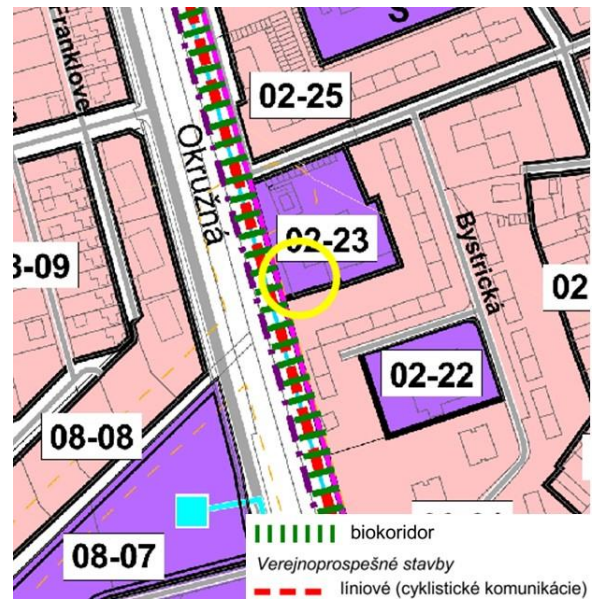 S
Franklove
02-25
Okružná
02-23
Bystrická
3-09
02
02-22
08-08
08-07
biokoridor
Verejnoprospešné stavby
líniové (cyklistické komunikácie)